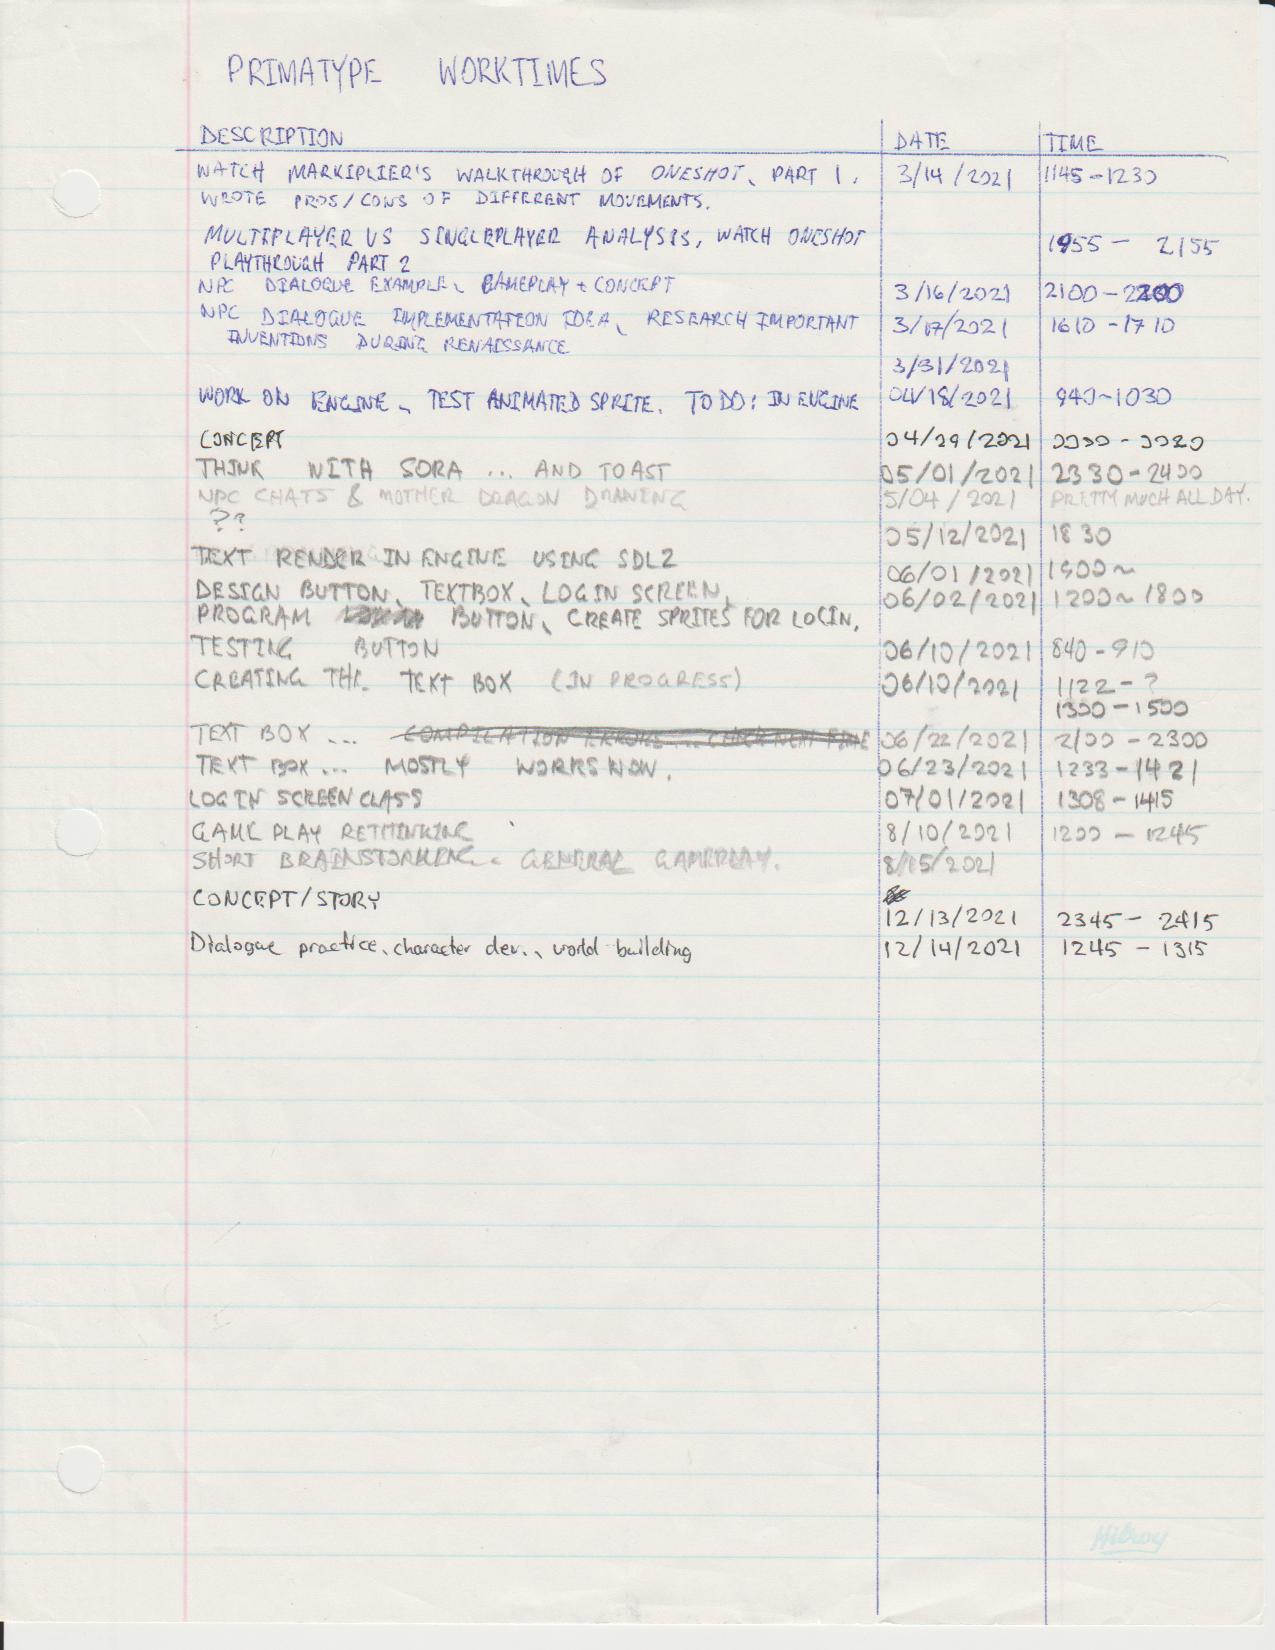 PRIMATYPE WORKTIMES
DESCRIPTION DATE TIME
WATCH MARKIPLIER'S WALKTHROUGH OF ONESHOT, PART 1. 3/14/2021 1145-1230
WROTE PROS/CONS OF DIFFERENT MOVEMENTS.
MULTIPLAYER VS SINGLEPLAYER ANALYSIS, WATCH ONESHOT 1955 - 2155
PLAYTHROUGH PART 2
NPC DIALOGUE EXAMPLE, GAMEPLAY + CONCEPT 3/16/2021 2100-2200
NPC DIALOGUE IMPLEMENTATION IDEA, RESEARCH IMPORTANT 3/17/2021 1610-1710
INVENTIONS DURING RENAISSANCE
3/31/2021
WORK ON ENGINE, TEST ANIMATED SPRITE. TO DO: IN ENGINE 04/18/2021 940~1030
CONCEPT 04/29/2021 0000-0020
THINK WITH SORA ... AND TOAST 05/01/2021 2330-2400
NPC CHATS & MOTHER DRAGON DRAWING 5/04/2021 PRETTY MUCH ALL DAY.
?? 05/12/2021 1830
TEXT RENDER IN ENGINE USING SDL2 06/01/2021 1900~
DESIGN BUTTON, TEXTBOX, LOGIN SCREEN, 06/02/2021 1200~1800
PROGRAM BUTTON, CREATE SPRITES FOR LOGIN,
TESTING BUTTON 06/10/2021 840-910
CREATING THE TEXT BOX (IN PROGRESS) 06/10/2021 1122-?
1300-1500
TEXT BOX ... COMPILATION ERRORS ... CHECK NEXT TIME 06/22/2021 2100-2300
TEXT BOX ... MOSTLY WORKS NOW. 06/23/2021 1233-1421
LOGIN SCREEN CLASS 07/01/2021 1308-1415
GAME PLAY RETHINKING 8/10/2021 1200 - 1245
SHORT BRAINSTORMING. GENERAL GAMEPLAY. 8/15/2021
CONCEPT/STORY
12/13/2021 2345-2415
Dialogue practice, character dev., world building 12/14/2021 1245-1315
Hilroy